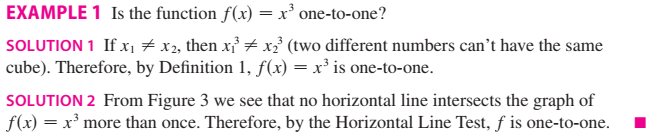 EXAMPLE 1 Is the function f(x) = x³ one-to-one?
SOLUTION 1 If x₁ ≠ x₂, then x₁³ ≠ x₂³ (two different numbers can't have the same
cube). Therefore, by Definition 1, f(x) = x³ is one-to-one.
SOLUTION 2 From Figure 3 we see that no horizontal line intersects the graph of
f(x) = x³ more than once. Therefore, by the Horizontal Line Test, f is one-to-one.